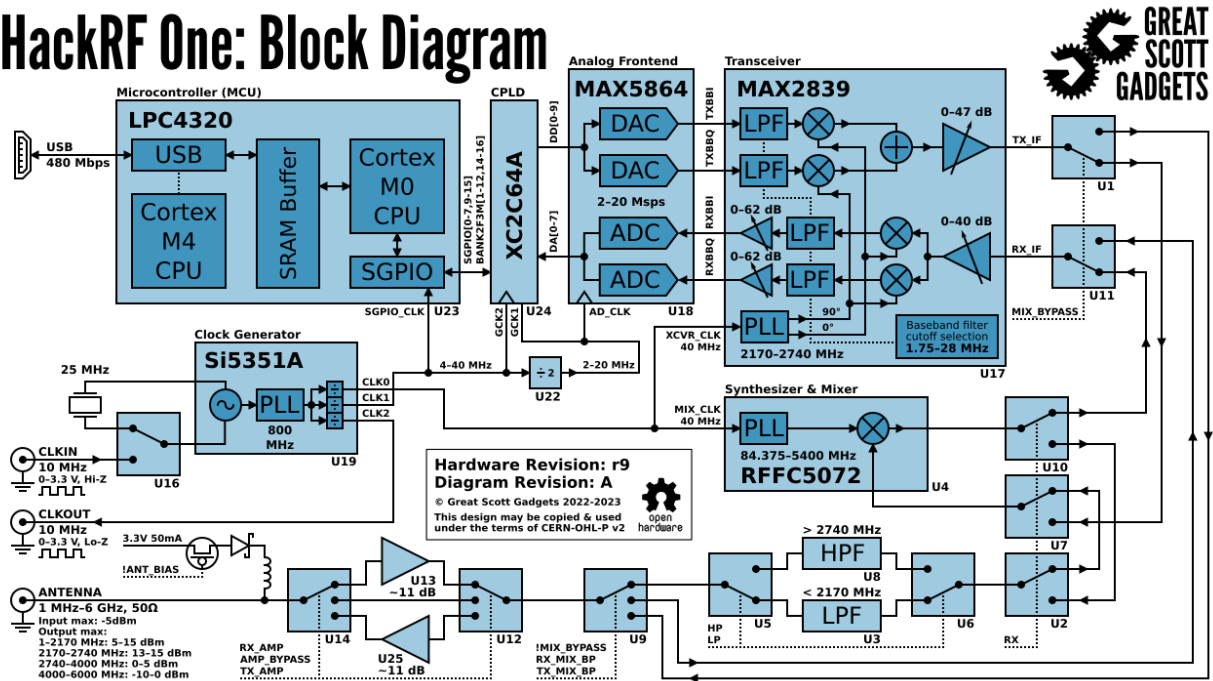 HackRF One: Block Diagram
GREAT
SCOTT
GADGETS
Microcontroller (MCU)
LPC4320
USB
480 Mbps
USB
Cortex
M4
CPU
SRAM Buffer
Cortex
M0
CPU
SGPIO
SGPIO_CLK
U23
SGPIO[0-7,9-15]
BANK2F3M[1-12,14-16]
CPLD
XC2C64A
GCK2
GCK1
U24
DD[0-9]
DA[0-7]
Analog Frontend
MAX5864
DAC
DAC
2–20 Msps
ADC
ADC
AD_CLK
U18
TXBBI
TXBBQ
RXBBI
RXBBQ
Transceiver
MAX2839
LPF
LPF
0–47 dB
0–62 dB
LPF
0–62 dB
LPF
0–40 dB
PLL
90°
0°
2170–2740 MHz
Baseband filter
cutoff selection
1.75–28 MHz
U17
XCVR_CLK
40 MHz
TX_IF
U1
RX_IF
U11
MIX_BYPASS
Clock Generator
Si5351A
PLL
800
MHz
÷
÷
÷
U19
CLK0
CLK1
CLK2
4–40 MHz
÷2
U22
2–20 MHz
25 MHz
U16
CLKIN
10 MHz
0–3.3 V, Hi-Z
CLKOUT
10 MHz
0–3.3 V, Lo-Z
Synthesizer & Mixer
MIX_CLK
40 MHz
PLL
84.375–5400 MHz
RFFC5072
U4
U10
U7
Hardware Revision: r9
Diagram Revision: A
© Great Scott Gadgets 2022-2023
This design may be copied & used
under the terms of CERN-OHL-P v2
open
hardware
3.3V 50mA
!ANT_BIAS
ANTENNA
1 MHz–6 GHz, 50Ω
Input max: -5dBm
Output max:
1–2170 MHz: 5–15 dBm
2170–2740 MHz: 13–15 dBm
2740–4000 MHz: 0–5 dBm
4000–6000 MHz: -10–0 dBm
U14
U13
~11 dB
U25
~11 dB
U12
RX_AMP
AMP_BYPASS
TX_AMP
U9
!MIX_BYPASS
RX_MIX_BP
TX_MIX_BP
U5
HP
LP
> 2740 MHz
HPF
U8
< 2170 MHz
LPF
U3
U6
U2
RX